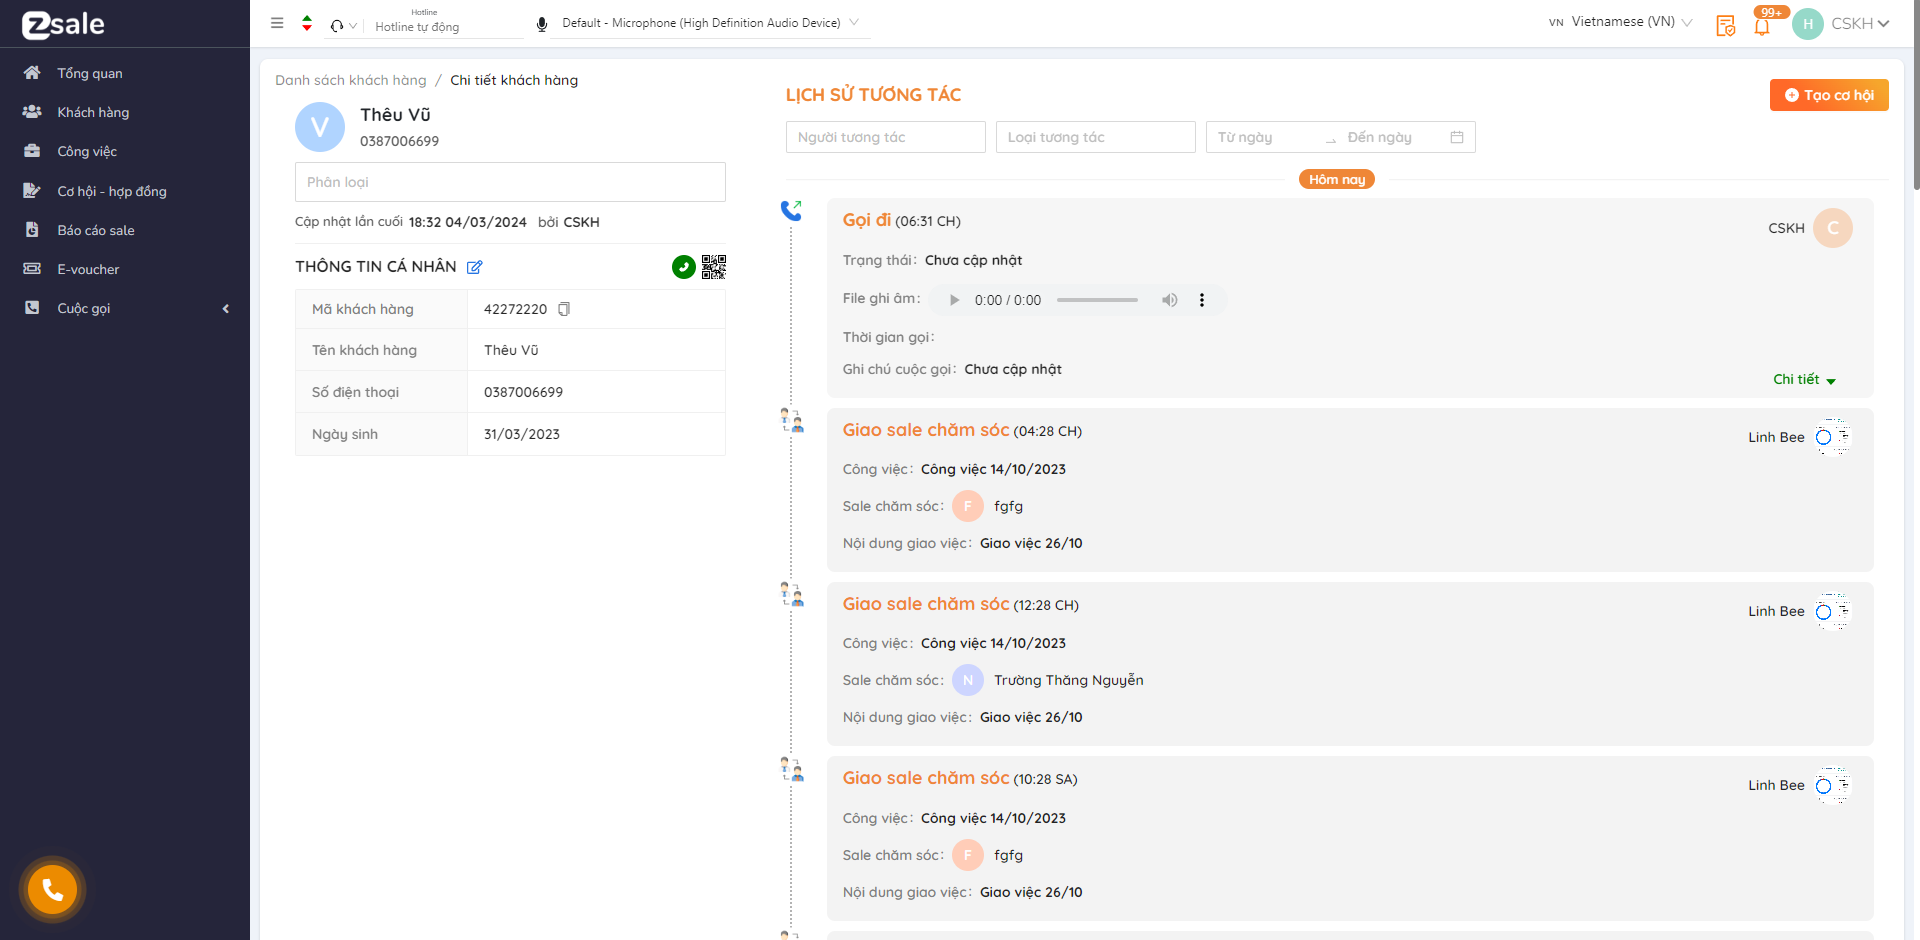 zsale
Tổng quan
Khách hàng
Công việc
Cơ hội - hợp đồng
Báo cáo sale
E-voucher
Cuộc gọi
Hotline
Hotline tự động
Default - Microphone (High Definition Audio Device)
VN Vietnamese (VN)
99+
H CSKH
Danh sách khách hàng / Chi tiết khách hàng
V
Thêu Vũ
0387006699
Phân loại
Cập nhật lần cuối 18:32 04/03/2024 bởi CSKH
THÔNG TIN CÁ NHÂN
Mã khách hàng 42272220
Tên khách hàng Thêu Vũ
Số điện thoại 0387006699
Ngày sinh 31/03/2023
LỊCH SỬ TƯƠNG TÁC
Tạo cơ hội
Người tương tác
Loại tương tác
Từ ngày → Đến ngày
Hôm nay
Gọi đi (06:31 CH)
CSKH C
Trạng thái: Chưa cập nhật
File ghi âm: 0:00 / 0:00
Thời gian gọi:
Ghi chú cuộc gọi: Chưa cập nhật
Chi tiết
Giao sale chăm sóc (04:28 CH)
Linh Bee
Công việc: Công việc 14/10/2023
Sale chăm sóc: F fgfg
Nội dung giao việc: Giao việc 26/10
Giao sale chăm sóc (12:28 CH)
Linh Bee
Công việc: Công việc 14/10/2023
Sale chăm sóc: N Trường Thăng Nguyễn
Nội dung giao việc: Giao việc 26/10
Giao sale chăm sóc (10:28 SA)
Linh Bee
Công việc: Công việc 14/10/2023
Sale chăm sóc: F fgfg
Nội dung giao việc: Giao việc 26/10